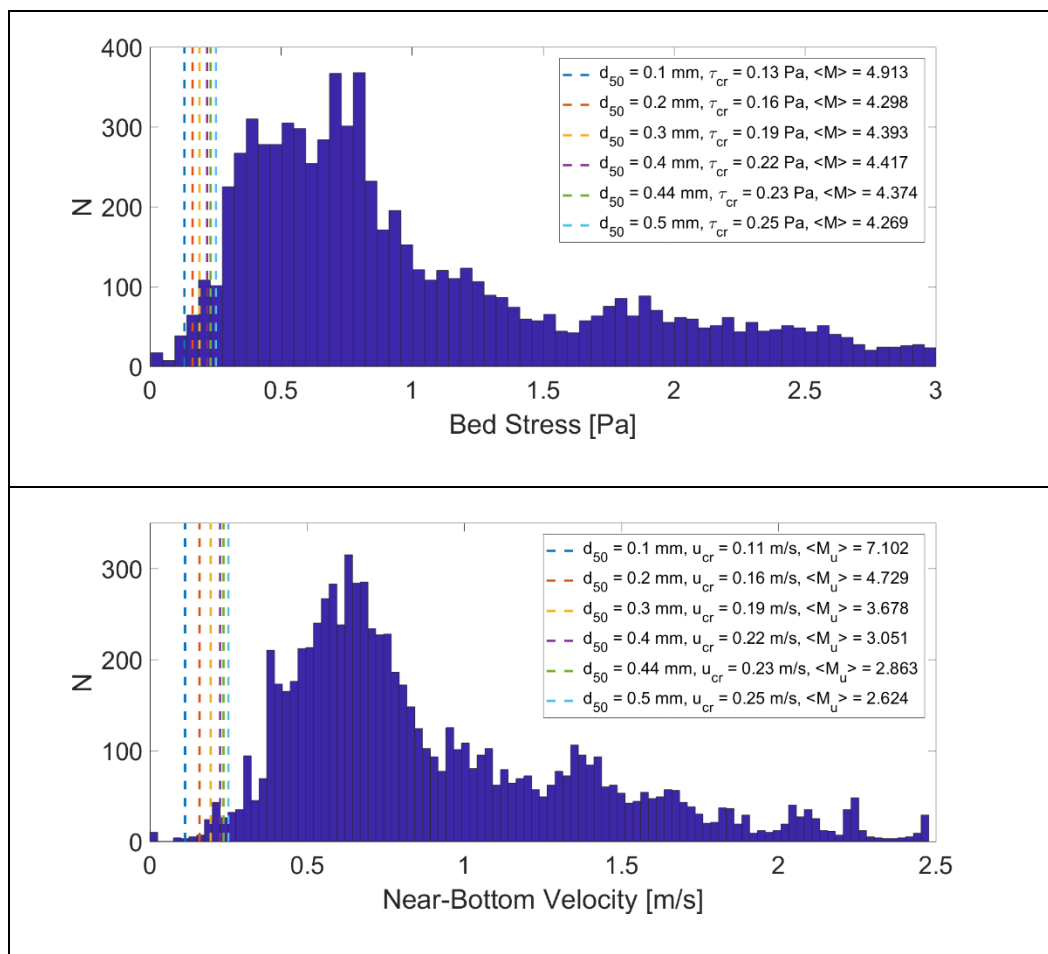 400
300
200
100
0
N
d50 = 0.1 mm, τcr = 0.13 Pa, <M> = 4.913
d50 = 0.2 mm, τcr = 0.16 Pa, <M> = 4.298
d50 = 0.3 mm, τcr = 0.19 Pa, <M> = 4.393
d50 = 0.4 mm, τcr = 0.22 Pa, <M> = 4.417
d50 = 0.44 mm, τcr = 0.23 Pa, <M> = 4.374
d50 = 0.5 mm, τcr = 0.25 Pa, <M> = 4.269
0 0.5 1 1.5 2 2.5 3
Bed Stress [Pa]
300
200
100
0
N
d50 = 0.1 mm, ucr = 0.11 m/s, <Mu> = 7.102
d50 = 0.2 mm, ucr = 0.16 m/s, <Mu> = 4.729
d50 = 0.3 mm, ucr = 0.19 m/s, <Mu> = 3.678
d50 = 0.4 mm, ucr = 0.22 m/s, <Mu> = 3.051
d50 = 0.44 mm, ucr = 0.23 m/s, <Mu> = 2.863
d50 = 0.5 mm, ucr = 0.25 m/s, <Mu> = 2.624
0 0.5 1 1.5 2 2.5
Near-Bottom Velocity [m/s]